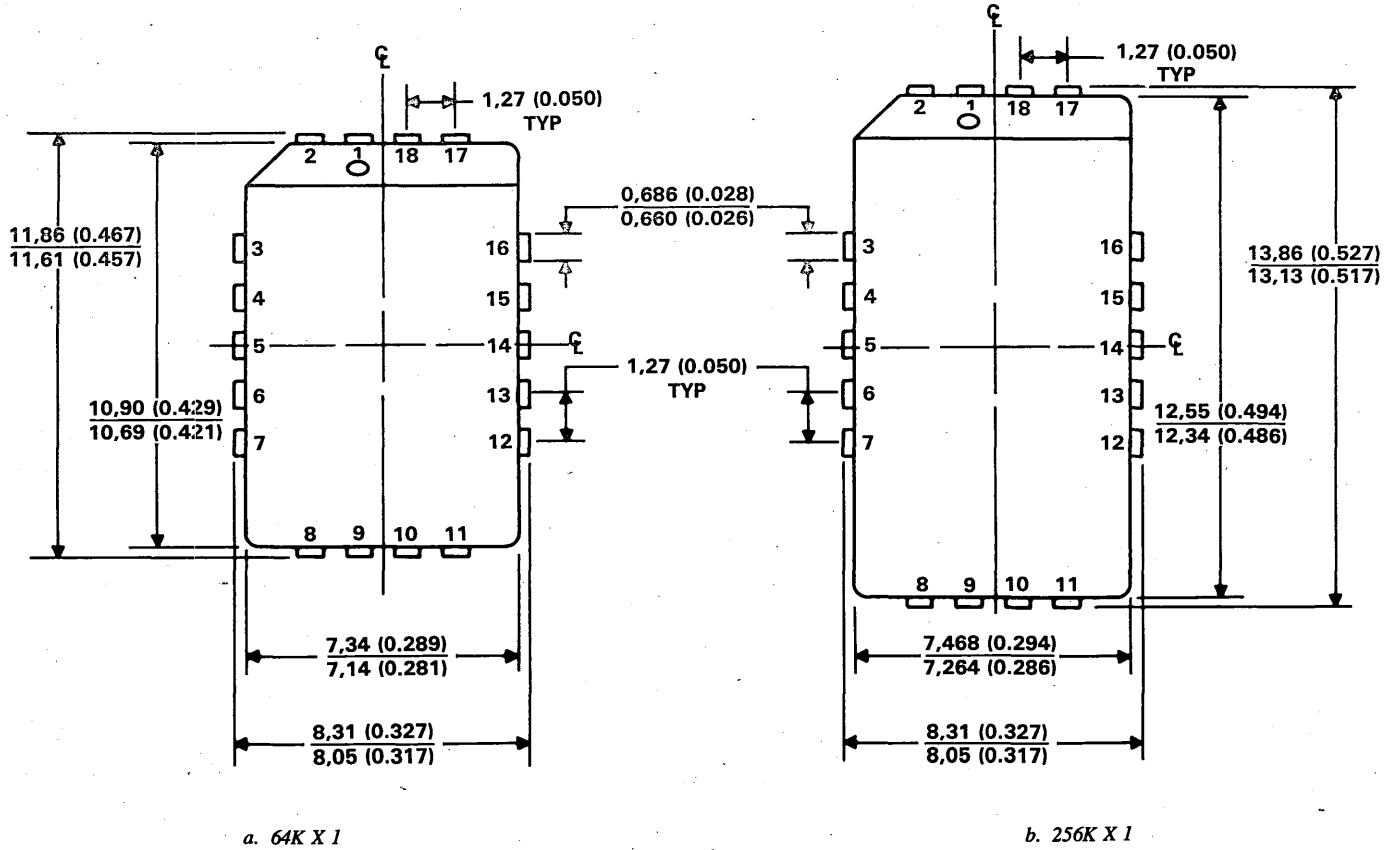 ℄
1,27 (0.050)
TYP
2 1 18 17
3 16
4 15
5 14 ℄
6 13
7 12
8 9 10 11
11,86 (0.467)
11,61 (0.457)
10,90 (0.429)
10,69 (0.421)
7,34 (0.289)
7,14 (0.281)
8,31 (0.327)
8,05 (0.317)
a. 64K X 1
0,686 (0.028)
0,660 (0.026)
1,27 (0.050)
TYP
℄
1,27 (0.050)
TYP
2 1 18 17
3 16
4 15
5 14 ℄
6 13
7 12
8 9 10 11
13,86 (0.527)
13,13 (0.517)
12,55 (0.494)
12,34 (0.486)
7,468 (0.294)
7,264 (0.286)
8,31 (0.327)
8,05 (0.317)
b. 256K X 1